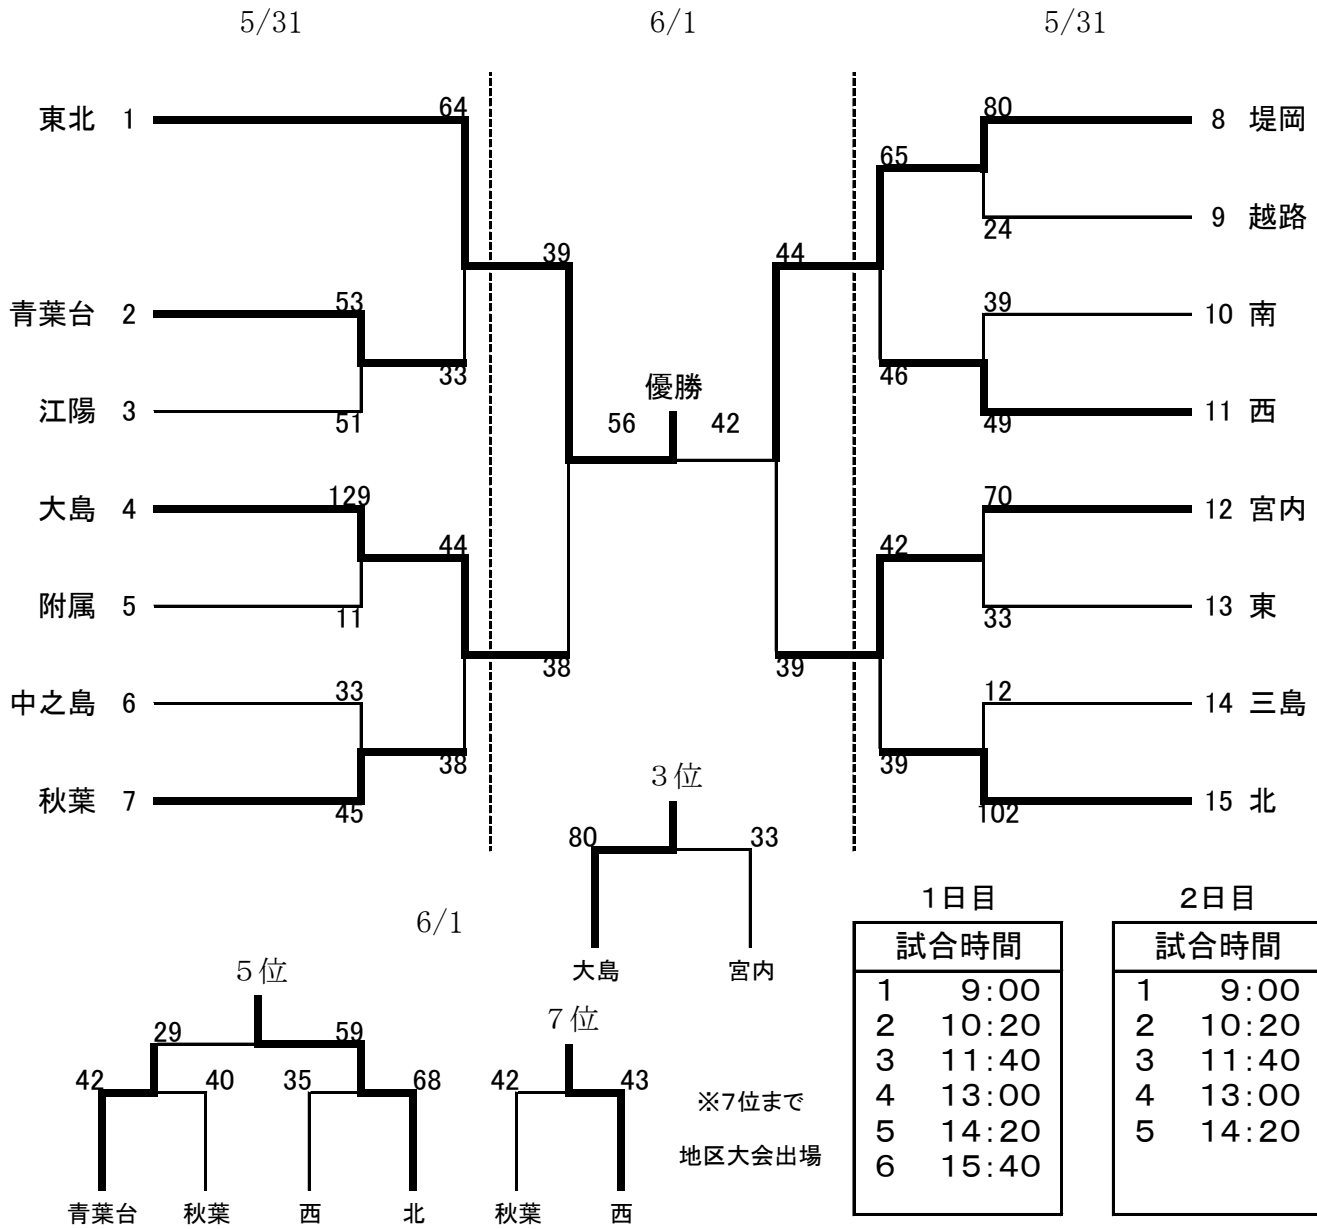 5/31
6/1
5/31
東北 1
64
青葉台 2
53
33
江陽 3
51
大島 4
129
44
附属 5
11
中之島 6
33
38
秋葉 7
45
39
38
優勝
56 42
44
39
80
8 堤岡
65
9 越路
24
39
10 南
46
11 西
49
70
12 宮内
42
13 東
33
12
14 三島
39
15 北
102
3位
80 33
大島 宮内
6/1
5位
29 59
42 40 35 68
青葉台 秋葉 西 北
7位
42 43
秋葉 西
※7位まで
地区大会出場
1日目
試合時間
1 9:00
2 10:20
3 11:40
4 13:00
5 14:20
6 15:40
2日目
試合時間
1 9:00
2 10:20
3 11:40
4 13:00
5 14:20